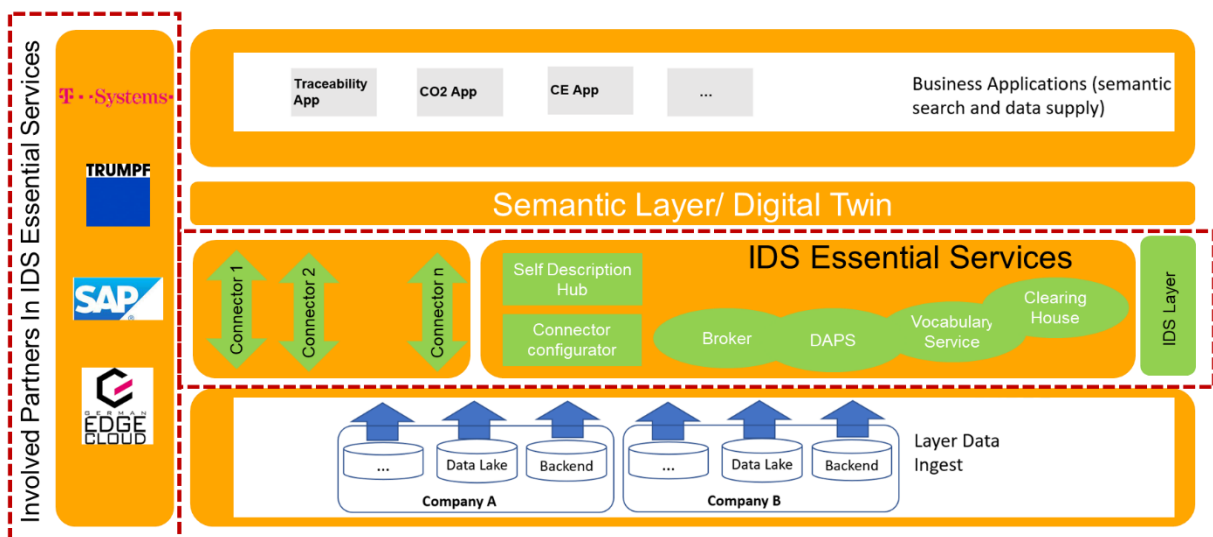 Involved Partners In IDS Essential Services
T··Systems·
TRUMPF
SAP
®
GERMAN
EDGE
CLOUD
Traceability
App
CO2 App
CE App
...
Business Applications (semantic
search and data supply)
Semantic Layer/ Digital Twin
Connector 1
Connector 2
Connector n
IDS Essential Services
Self Description
Hub
Connector
configurator
Broker
DAPS
Vocabulary
Service
Clearing
House
IDS Layer
...
Data Lake
Backend
Company A
...
Data Lake
Backend
Company B
Layer Data
Ingest